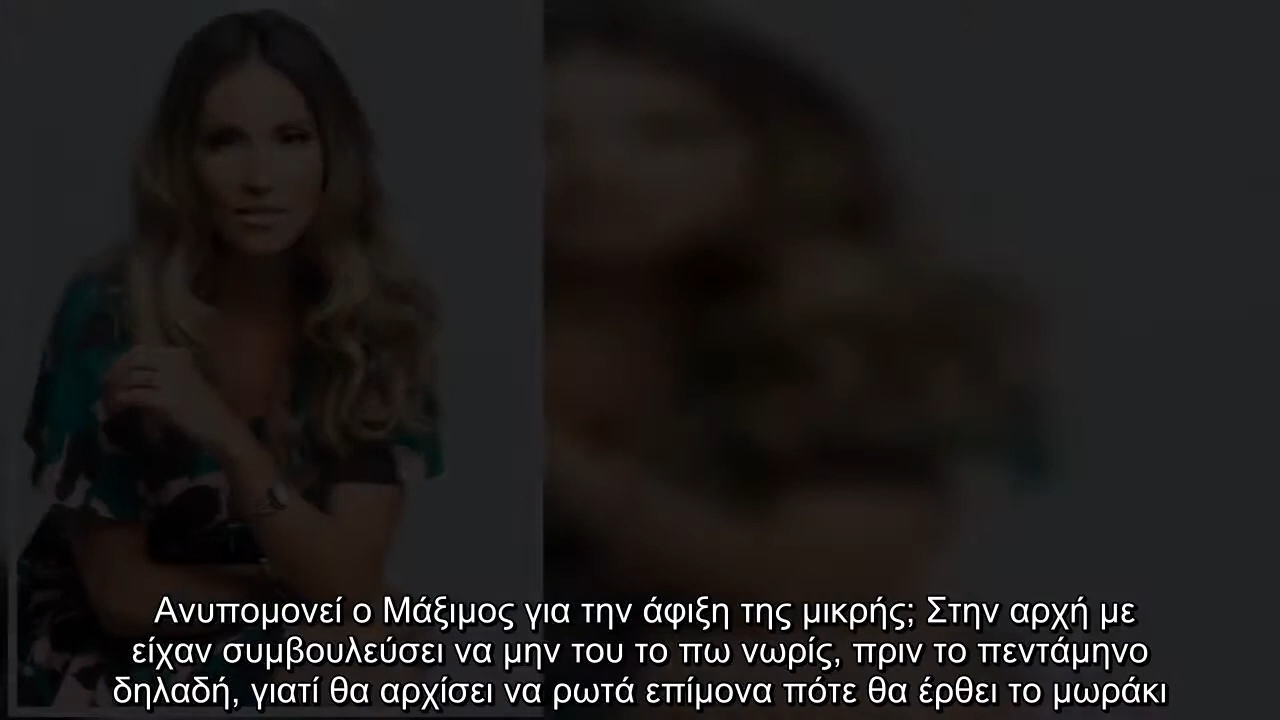 Ανυπομονεί ο Μάξιμος για την άφιξη της μικρής; Στην αρχή με
είχαν συμβουλεύσει να μην του το πω νωρίς, πριν το πεντάμηνο
δηλαδή, γιατί θα αρχίσει να ρωτά επίμονα πότε θα έρθει το μωράκι